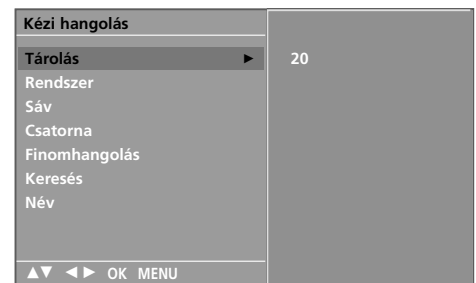 Kézi hangolás
Tárolás ► 20
Rendszer
Sáv
Csatorna
Finomhangolás
Keresés
Név
▲▼ ◄► OK MENU